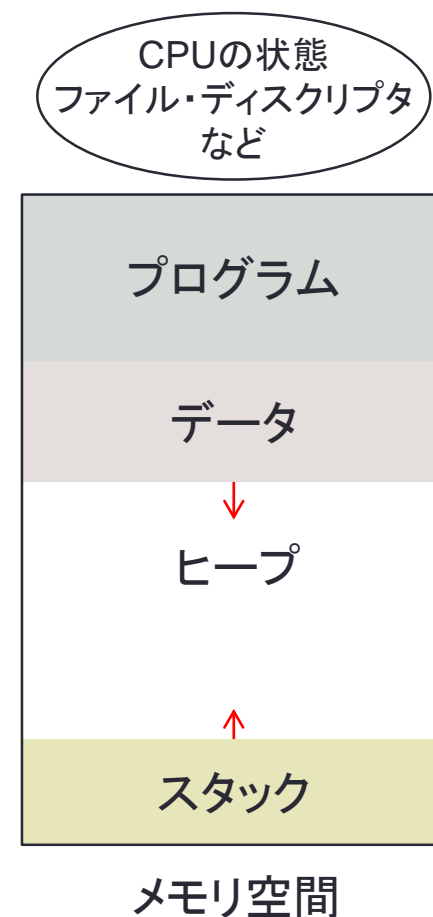 CPUの状態
ファイル・ディスクリプタ
など
プログラム
データ
ヒープ
スタック
メモリ空間